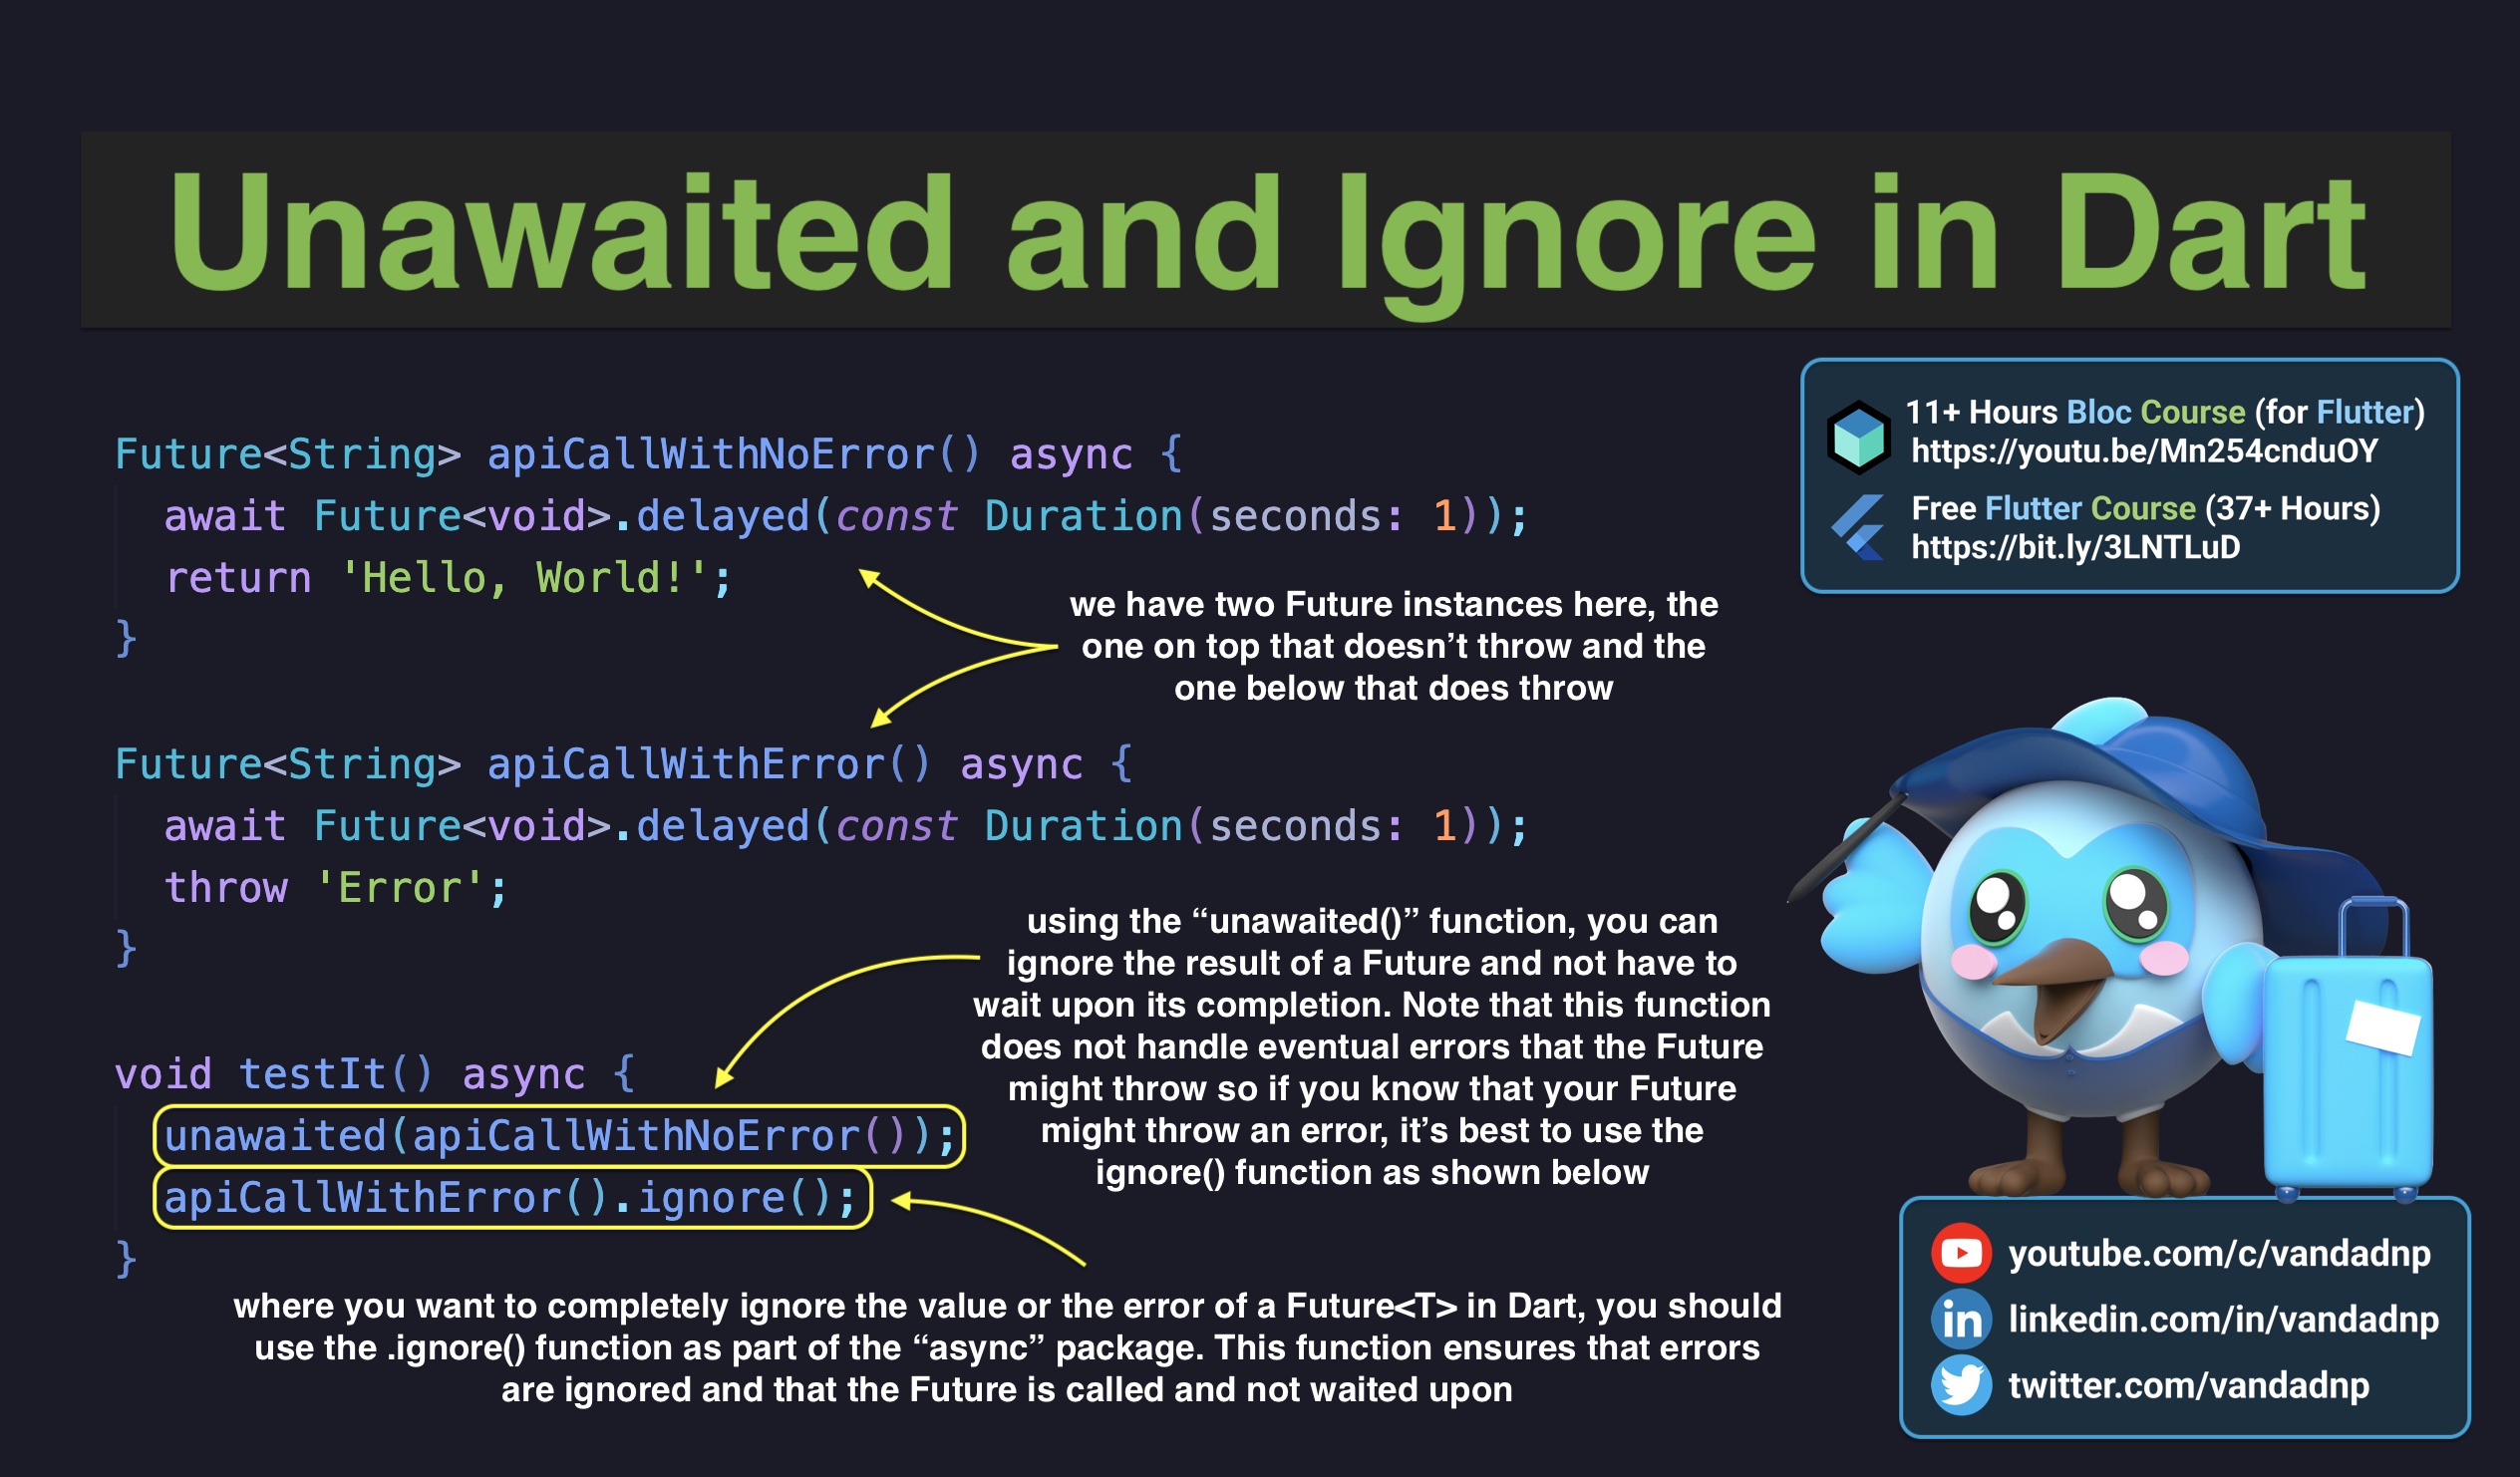 Unawaited and Ignore in Dart
11+ Hours Bloc Course (for Flutter)
https://youtu.be/Mn254cnduOY
Free Flutter Course (37+ Hours)
https://bit.ly/3LNTLuD
Future<String> apiCallWithNoError() async {
  await Future<void>.delayed(const Duration(seconds: 1));
  return 'Hello, World!';
}
we have two Future instances here, the
one on top that doesn’t throw and the
one below that does throw
Future<String> apiCallWithError() async {
  await Future<void>.delayed(const Duration(seconds: 1));
  throw 'Error';
}
using the “unawaited()” function, you can
ignore the result of a Future and not have to
wait upon its completion. Note that this function
does not handle eventual errors that the Future
might throw so if you know that your Future
might throw an error, it’s best to use the
ignore() function as shown below
void testIt() async {
  unawaited(apiCallWithNoError());
  apiCallWithError().ignore();
}
where you want to completely ignore the value or the error of a Future<T> in Dart, you should
use the .ignore() function as part of the “async” package. This function ensures that errors
are ignored and that the Future is called and not waited upon
youtube.com/c/vandadnp
in linkedin.com/in/vandadnp
twitter.com/vandadnp